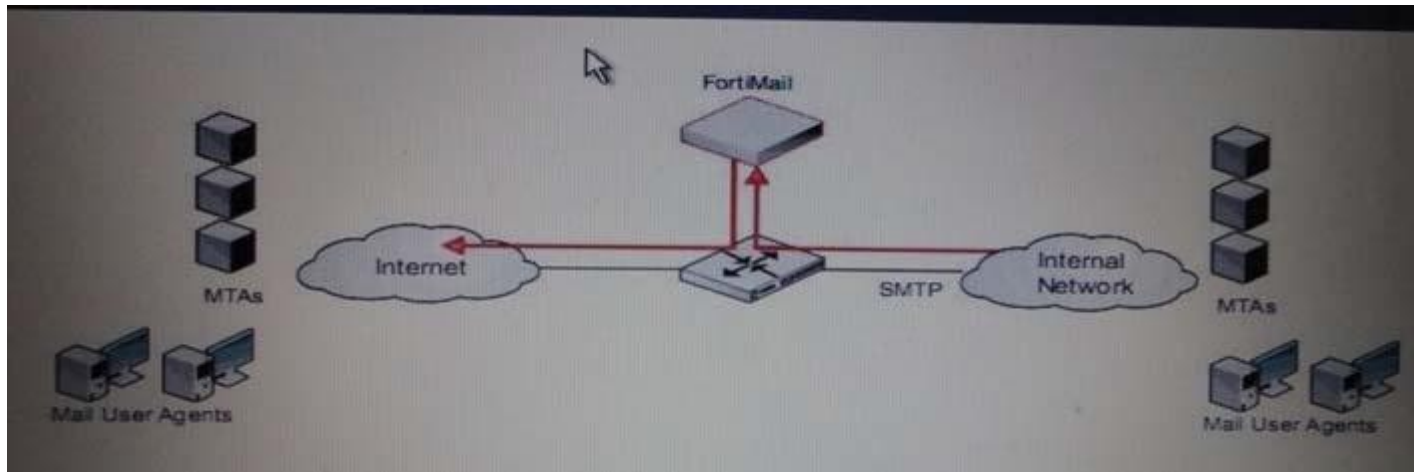 FortiMail
Internet
SMTP
Internal
Network
MTAs
MTAs
Mail User Agents
Mail User Agents